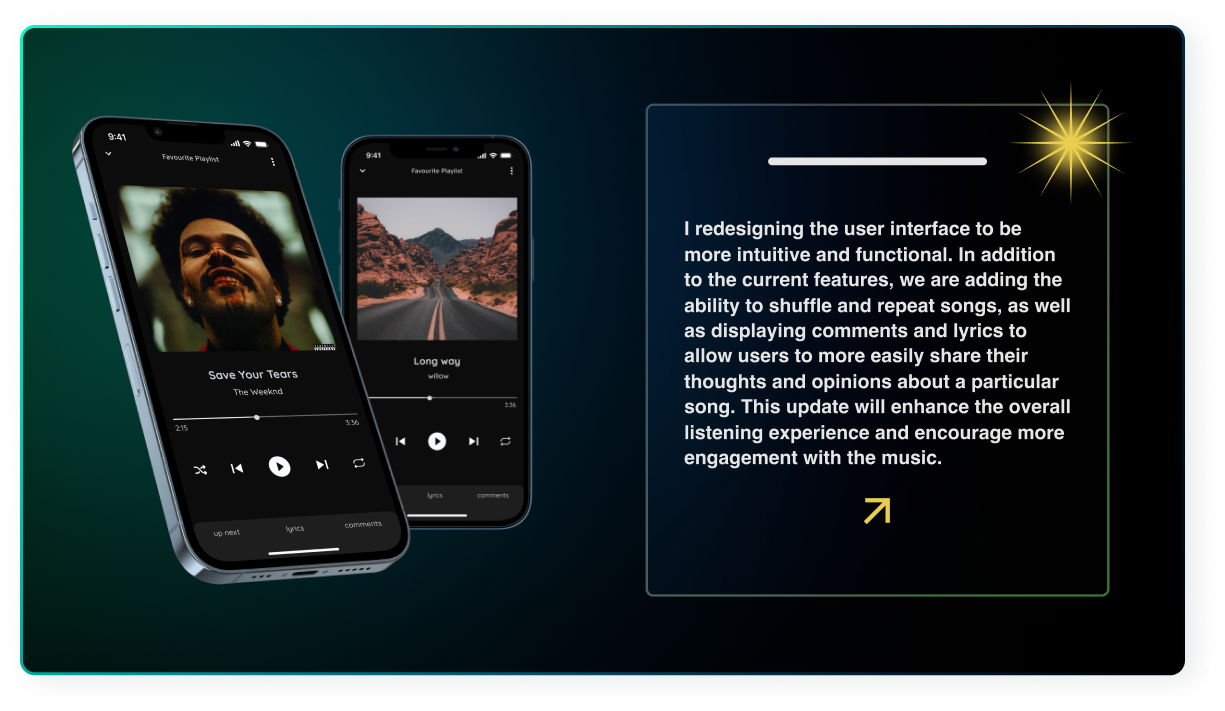 9:41
Favourite Playlist
Save Your Tears
The Weeknd
2:15 3:36
up next lyrics comments
9:41
Favourite Playlist
Long way
willow
3:36
lyrics comments
I redesigning the user interface to be
more intuitive and functional. In addition
to the current features, we are adding the
ability to shuffle and repeat songs, as well
as displaying comments and lyrics to
allow users to more easily share their
thoughts and opinions about a particular
song. This update will enhance the overall
listening experience and encourage more
engagement with the music.